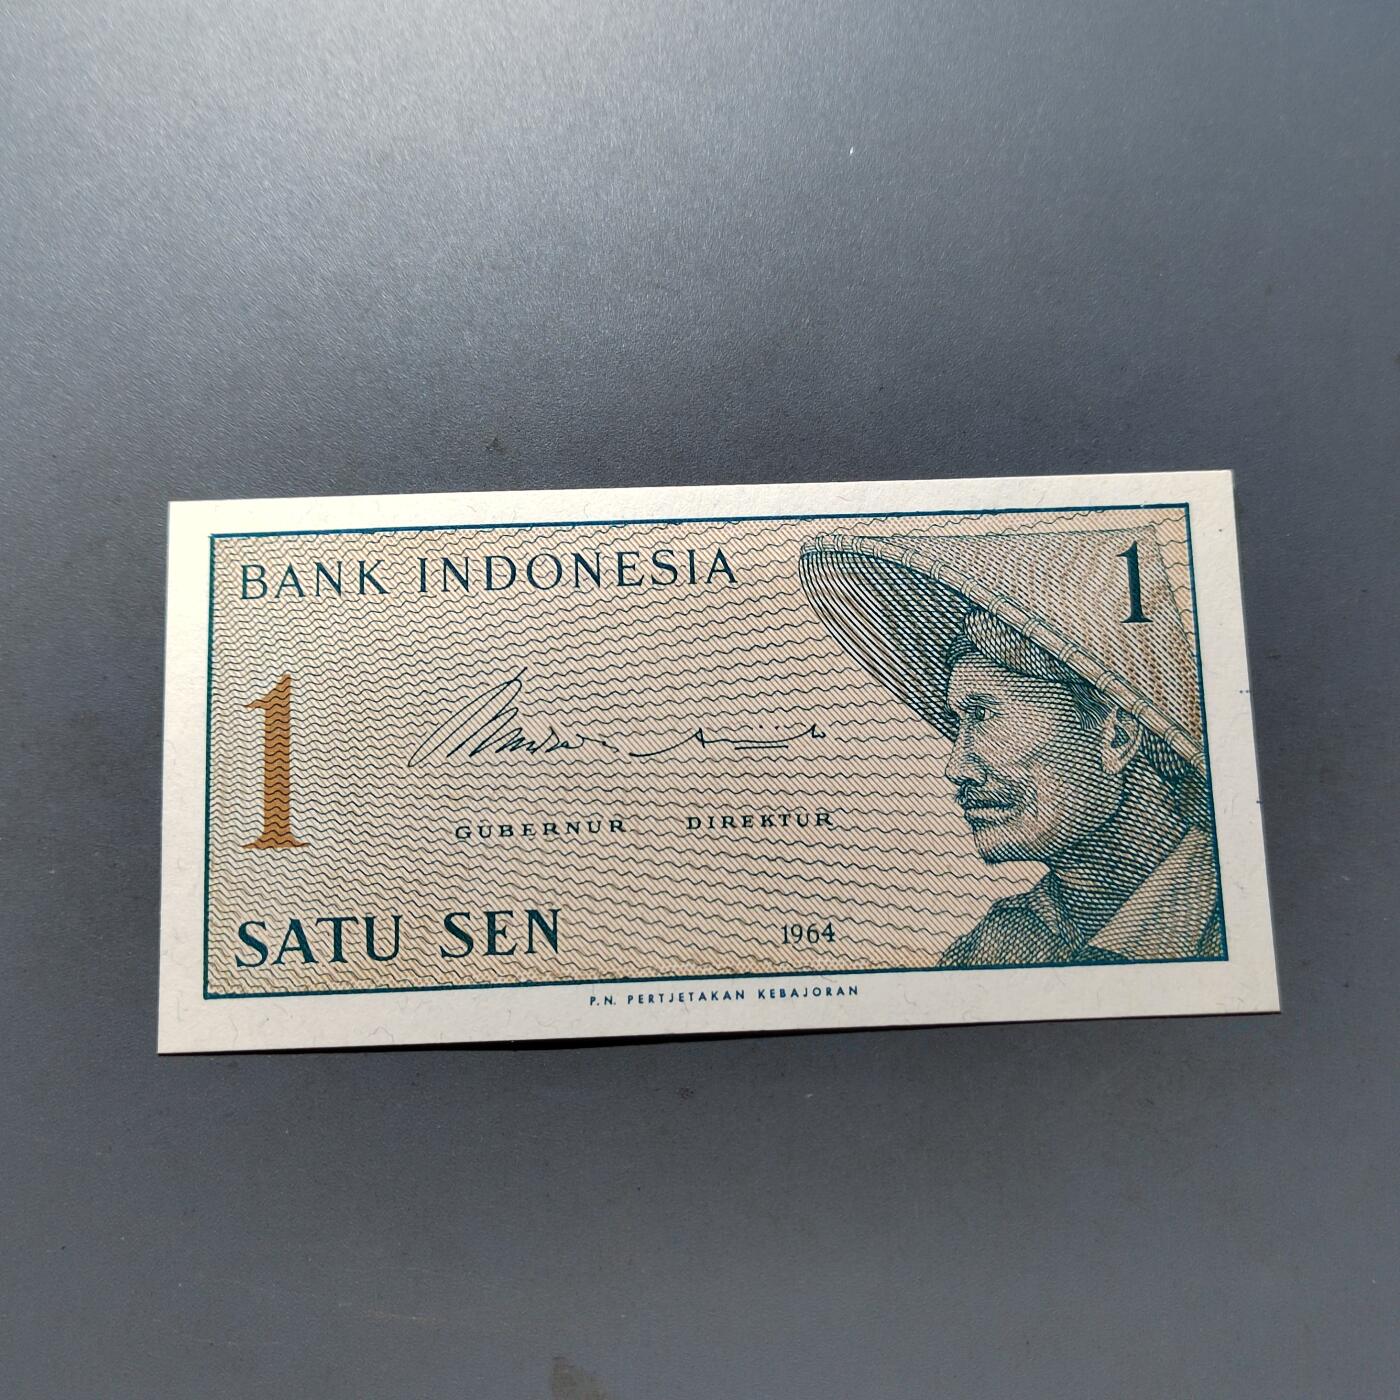 BANK INDONESIA
1
1
GUBERNUR DIREKTUR
SATU SEN
1964
P.N. PERTJETAKAN KEBAJORAN